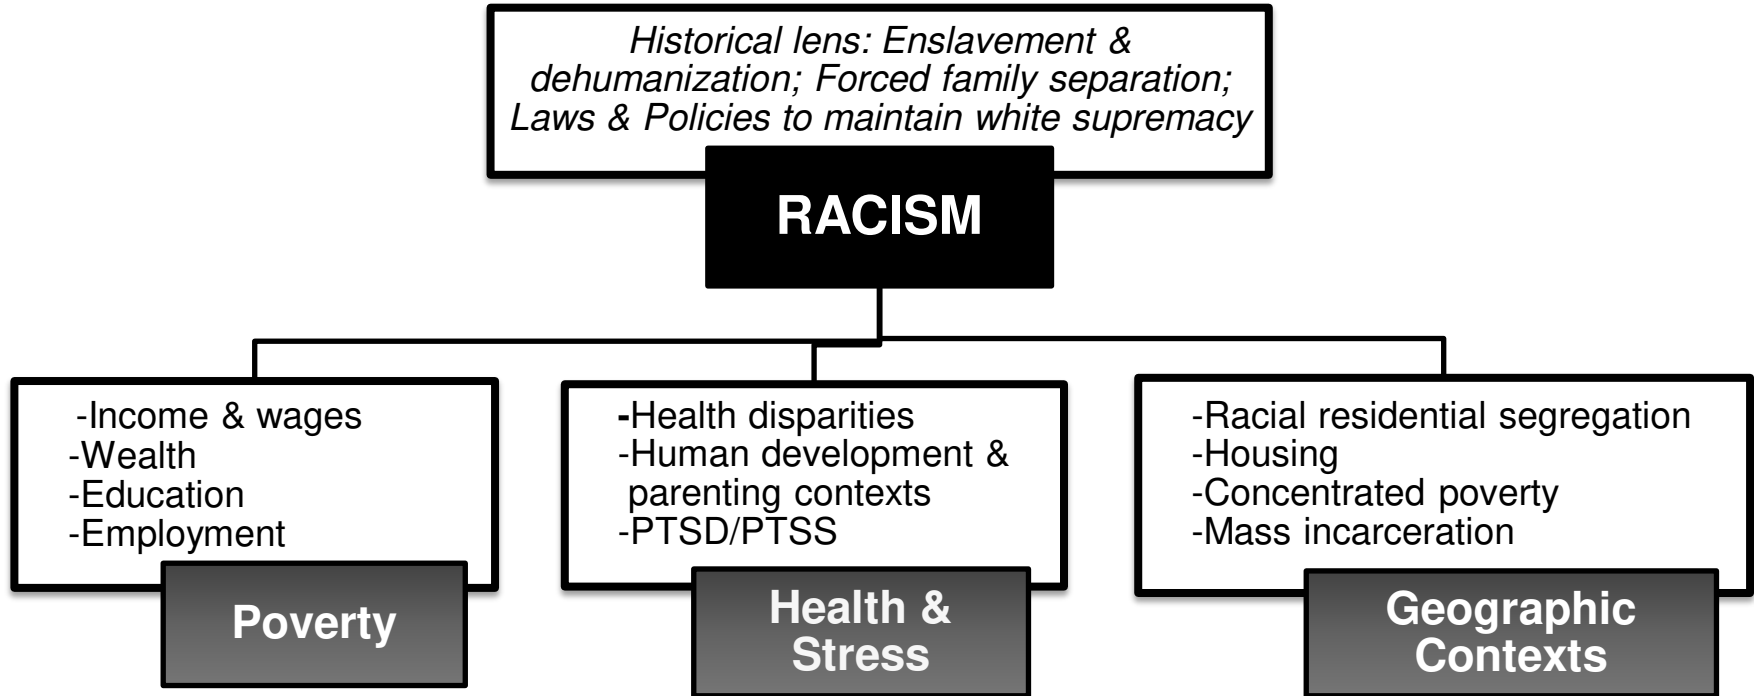 Historical lens: Enslavement &
dehumanization; Forced family separation;
Laws & Policies to maintain white supremacy
RACISM
-Income & wages
-Wealth
-Education
-Employment
Poverty
-Health disparities
-Human development &
parenting contexts
-PTSD/PTSS
Health &
Stress
-Racial residential segregation
-Housing
-Concentrated poverty
-Mass incarceration
Geographic
Contexts